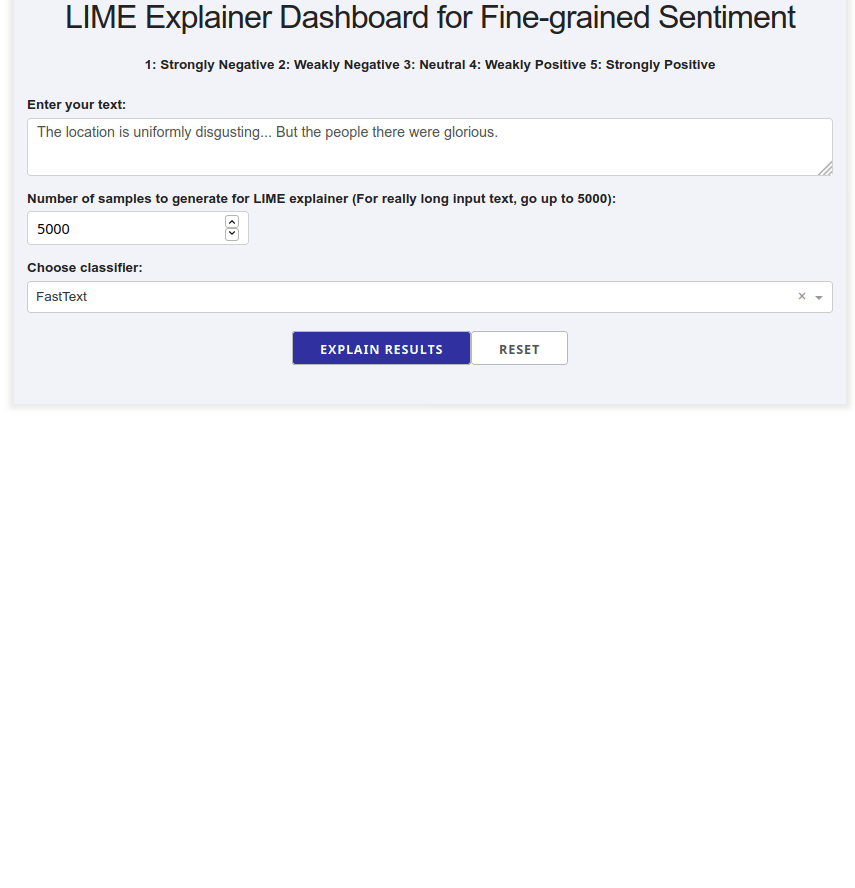 LIME Explainer Dashboard for Fine-grained Sentiment
1: Strongly Negative 2: Weakly Negative 3: Neutral 4: Weakly Positive 5: Strongly Positive
Enter your text:
The location is uniformly disgusting... But the people there were glorious.
Number of samples to generate for LIME explainer (For really long input text, go up to 5000):
5000
Choose classifier:
FastText ×
EXPLAIN RESULTS RESET